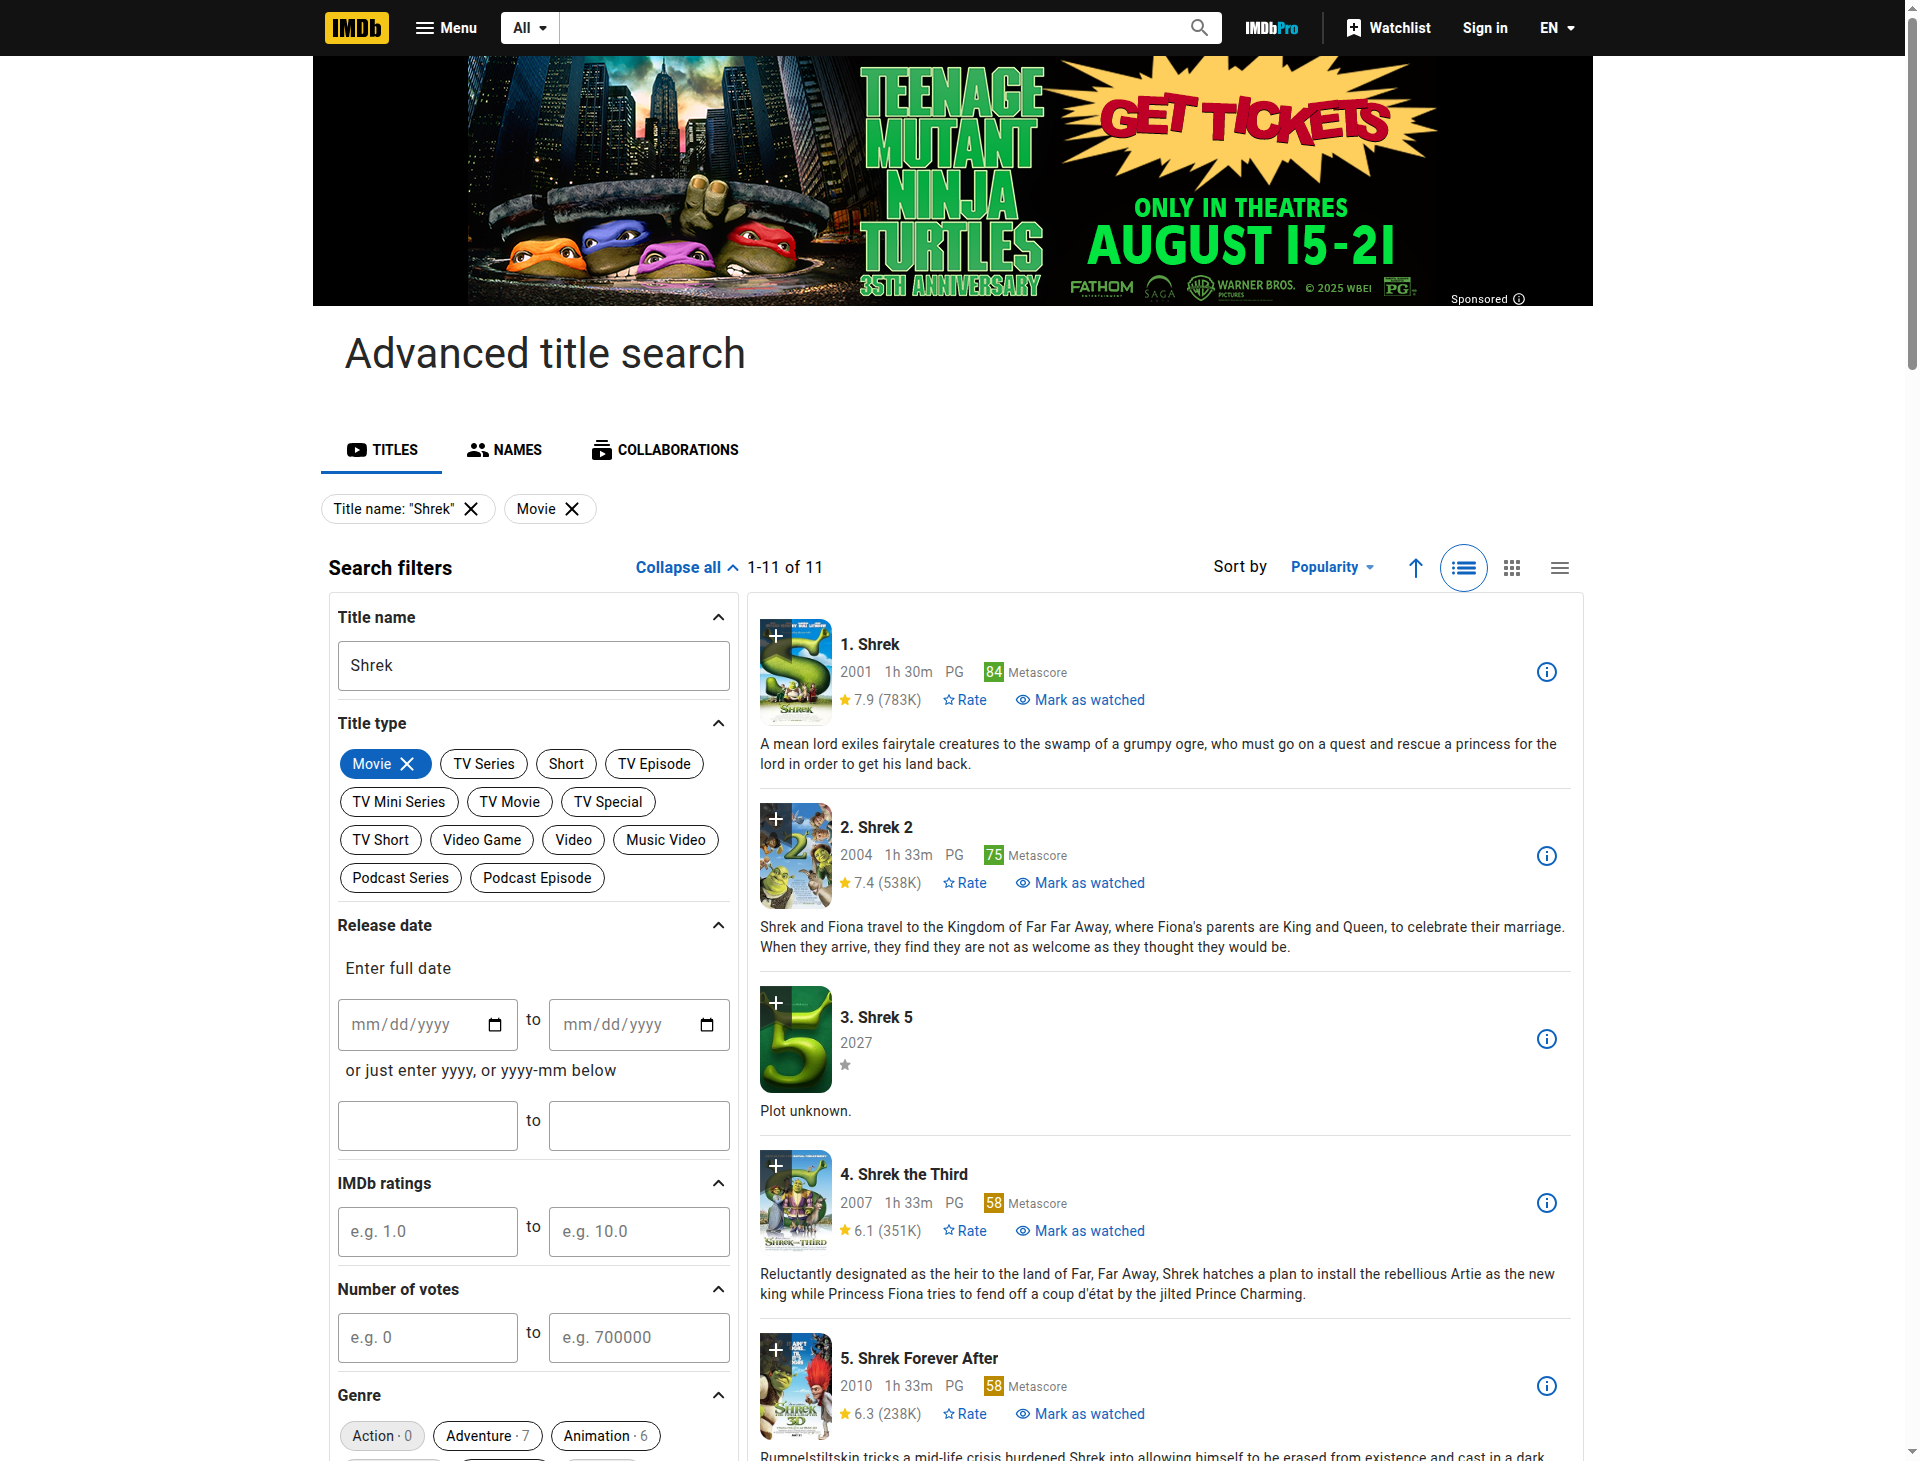 IMDb Menu All IMDbPro Watchlist Sign in EN
TEENAGE
MUTANT
NINJA
TURTLES
35TH ANNIVERSARY
GET TICKETS
ONLY IN THEATRES
AUGUST 15-21
FATHOM ENTERTAINMENT SAGA WARNER BROS. PICTURES © 2025 WBEI PG
Sponsored
Advanced title search
TITLES NAMES COLLABORATIONS
Title name: "Shrek" Movie
Search filters Collapse all 1-11 of 11 Sort by Popularity
Title name
Shrek
Title type
Movie TV Series Short TV Episode
TV Mini Series TV Movie TV Special
TV Short Video Game Video Music Video
Podcast Series Podcast Episode
Release date
Enter full date
mm/dd/yyyy to mm/dd/yyyy
or just enter yyyy, or yyyy-mm below
to
IMDb ratings
e.g. 1.0 to e.g. 10.0
Number of votes
e.g. 0 to e.g. 700000
Genre
Action · 0 Adventure · 7 Animation · 6
1. Shrek
2001 1h 30m PG 84 Metascore
7.9 (783K) Rate Mark as watched
A mean lord exiles fairytale creatures to the swamp of a grumpy ogre, who must go on a quest and rescue a princess for the
lord in order to get his land back.
2. Shrek 2
2004 1h 33m PG 75 Metascore
7.4 (538K) Rate Mark as watched
Shrek and Fiona travel to the Kingdom of Far Far Away, where Fiona's parents are King and Queen, to celebrate their marriage.
When they arrive, they find they are not as welcome as they thought they would be.
3. Shrek 5
2027
Plot unknown.
4. Shrek the Third
2007 1h 33m PG 58 Metascore
6.1 (351K) Rate Mark as watched
Reluctantly designated as the heir to the land of Far, Far Away, Shrek hatches a plan to install the rebellious Artie as the new
king while Princess Fiona tries to fend off a coup d'état by the jilted Prince Charming.
5. Shrek Forever After
2010 1h 33m PG 58 Metascore
6.3 (238K) Rate Mark as watched
Rumpelstiltskin tricks a mid-life crisis burdened Shrek into allowing himself to be erased from existence and cast in a dark